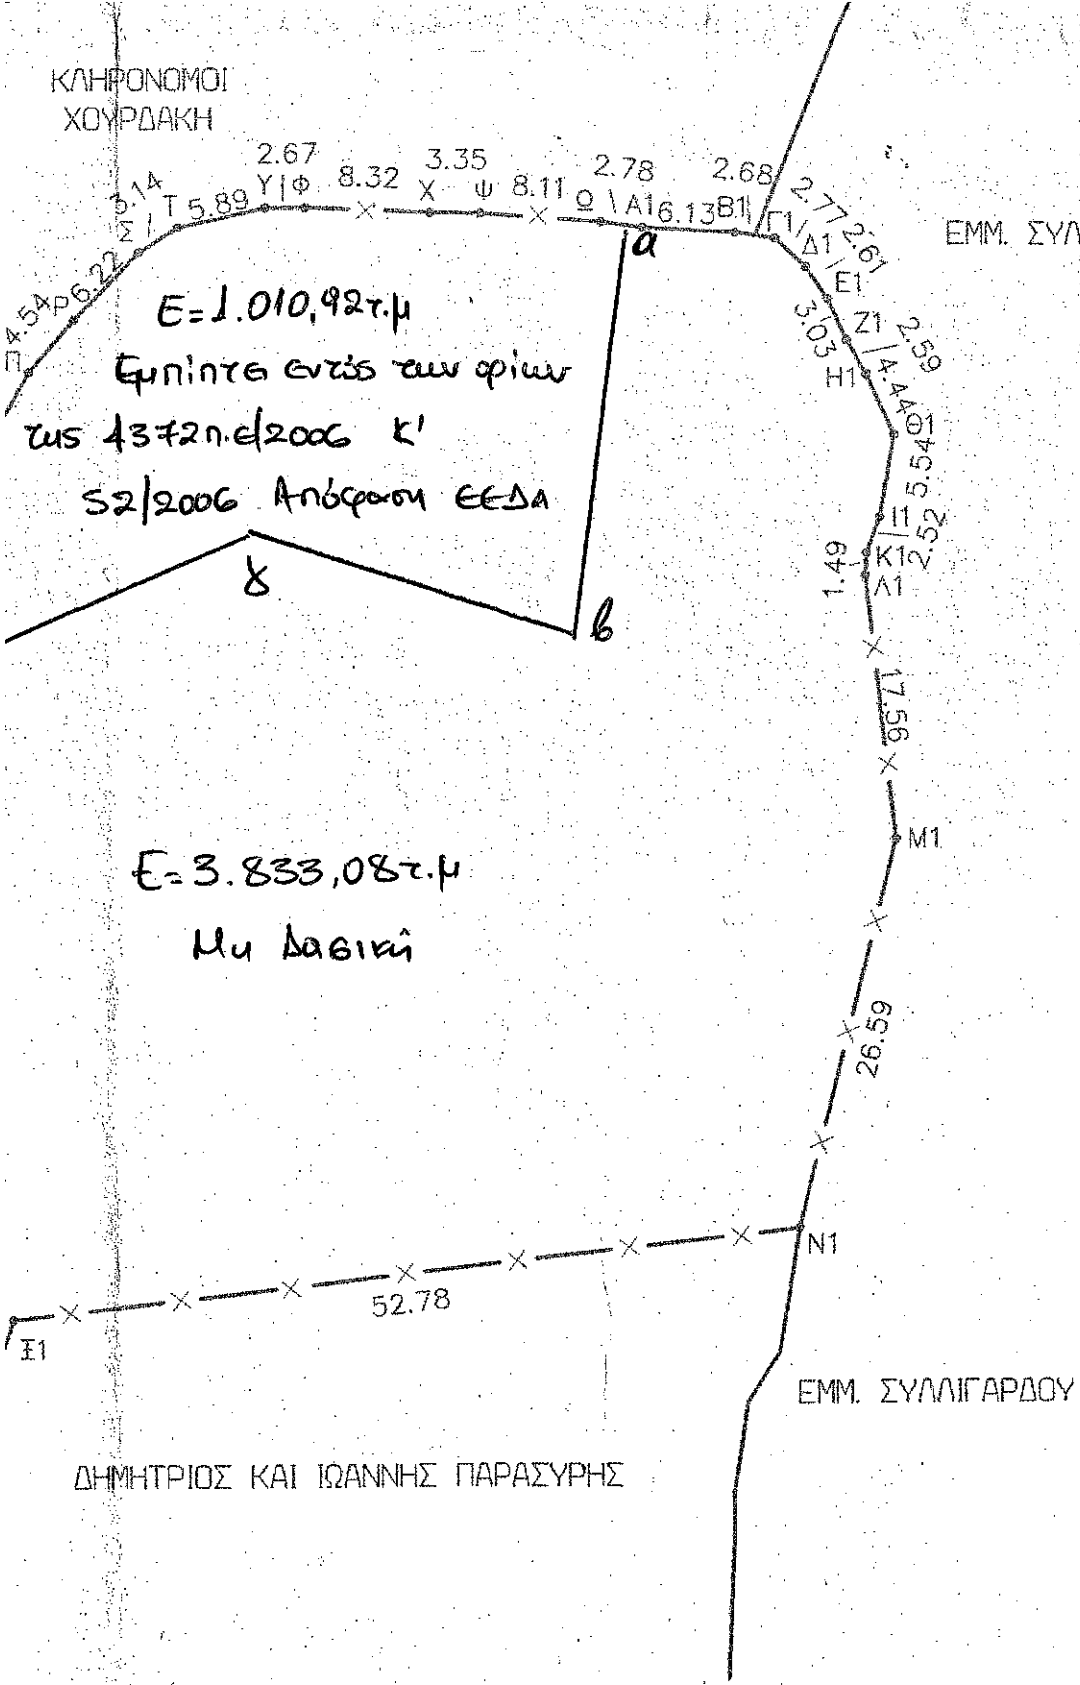 ΚΛΗΡΟΝΟΜΟΙ
ΧΟΥΡΔΑΚΗ
2.67
8.32
3.35
8.11
2.78
6.13
2.68
2.77
2.61
3.14
5.89
6.22
4.54
Π
Ρ
Σ
Τ
Υ
Φ
Χ
Ψ
Ω
Α1
Β1
Γ1
Δ1
Ε1
Ζ1
Η1
Θ1
Ι1
Κ1
Λ1
α
ΕΜΜ. ΣΥΛ
3.03
2.59
4.44
5.54
2.52
1.49
Ε=1.010,92τ.μ
Εμπίπτει εντός των ορίων
της 4372π.ε/2006 κ'
52/2006 Απόφαση ΕΕΔΑ
γ
β
17.56
Μ1
Ε=3.833,08τ.μ
Μη Δασική
26.59
Ν1
52.78
Ξ1
ΕΜΜ. ΣΥΛΛΙΓΑΡΔΟΥ
ΔΗΜΗΤΡΙΟΣ ΚΑΙ ΙΩΑΝΝΗΣ ΠΑΡΑΣΥΡΗΣ